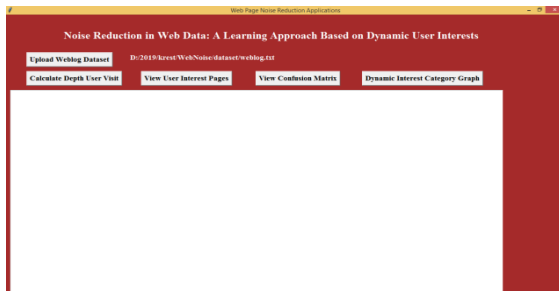 Web Page Noise Reduction Applications
Noise Reduction in Web Data: A Learning Approach Based on Dynamic User Interests
Upload Weblog Dataset D:/2019/krest/WebNoise/dataset/weblog.txt
Calculate Depth User Visit View User Interest Pages View Confusion Matrix Dynamic Interest Category Graph